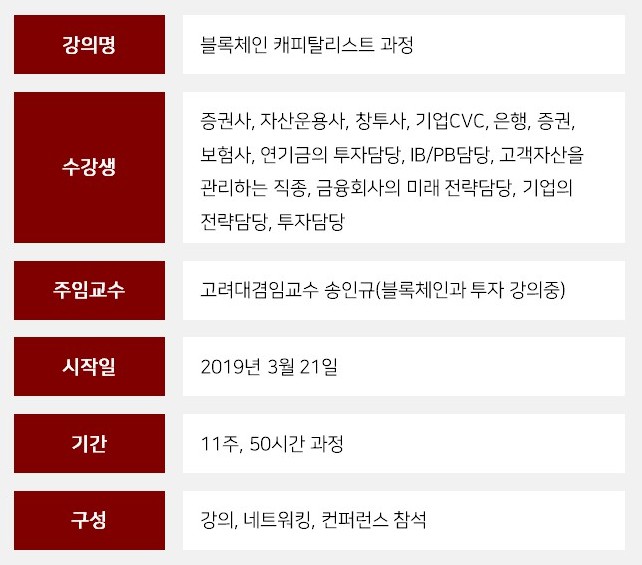 강의명
블록체인 캐피탈리스트 과정
수강생
증권사, 자산운용사, 창투사, 기업CVC, 은행, 증권,
보험사, 연기금의 투자담당, IB/PB담당, 고객자산을
관리하는 직종, 금융회사의 미래 전략담당, 기업의
전략담당, 투자담당
주임교수
고려대겸임교수 송인규(블록체인과 투자 강의중)
시작일
2019년 3월 21일
기간
11주, 50시간 과정
구성
강의, 네트워킹, 컨퍼런스 참석